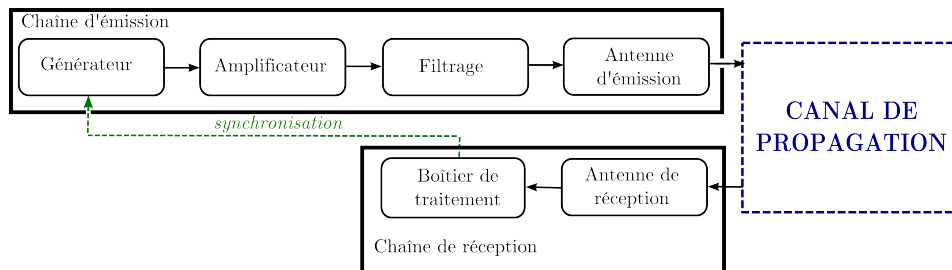 Chaîne d'émission
Générateur
Amplificateur
Filtrage
Antenne
d'émission
CANAL DE
PROPAGATION
synchronisation
Boîtier de
traitement
Antenne de
réception
Chaîne de réception